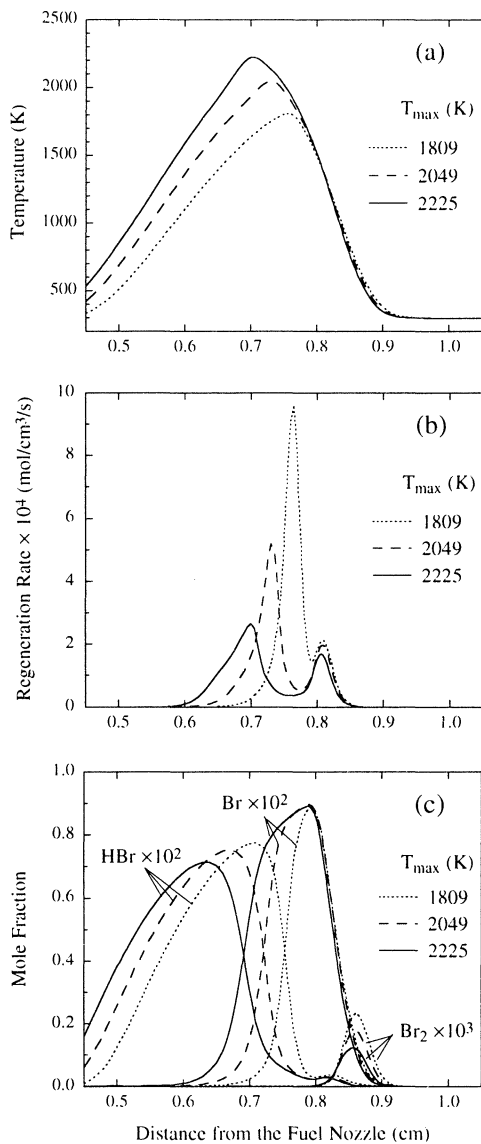 2500
2000
1500
1000
500
Temperature (K)
(a)
T_max (K)
1809
2049
2225
0.5 0.6 0.7 0.8 0.9 1.0
10
8
6
4
2
0
Regeneration Rate × 10⁴ (mol/cm³/s)
(b)
T_max (K)
1809
2049
2225
0.5 0.6 0.7 0.8 0.9 1.0
1.0
0.8
0.6
0.4
0.2
0.0
Mole Fraction
(c)
Br ×10²
HBr ×10²
T_max (K)
1809
2049
2225
Br₂ ×10³
0.5 0.6 0.7 0.8 0.9 1.0
Distance from the Fuel Nozzle (cm)